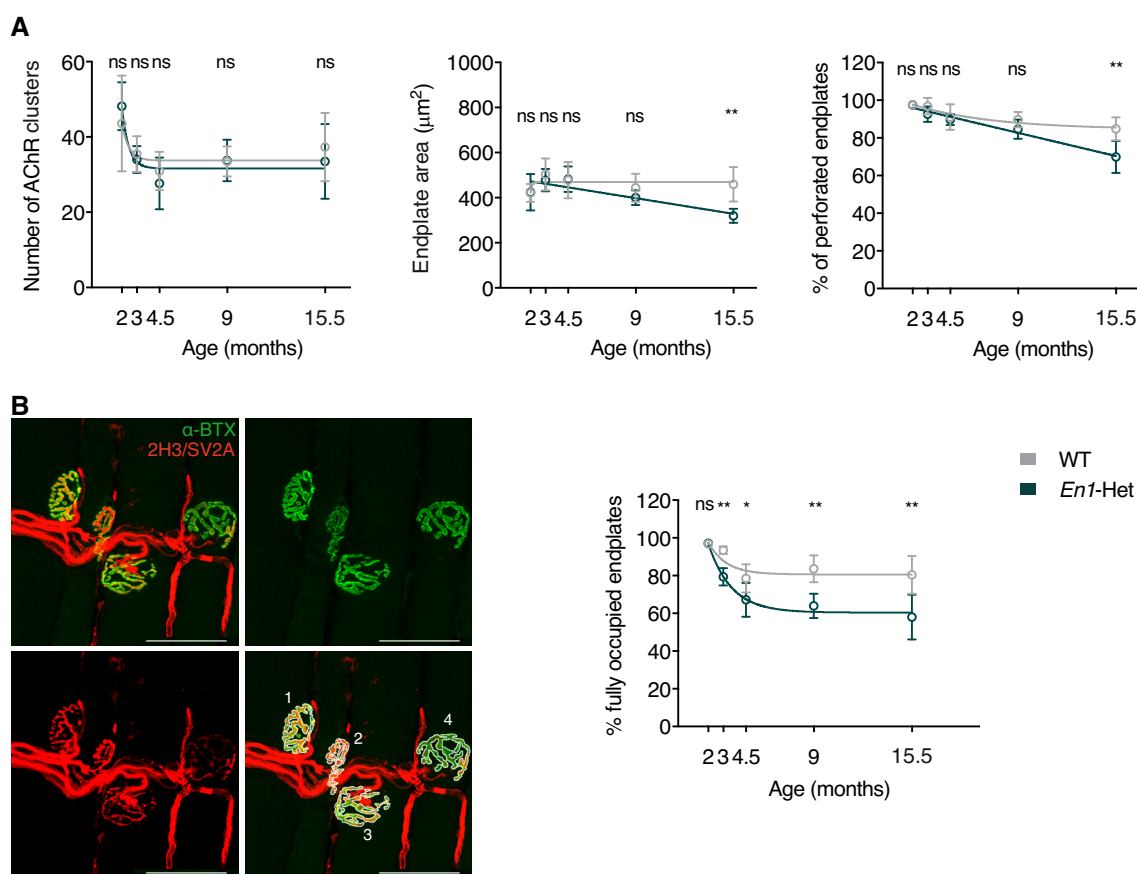 A
Number of AChR clusters
60
40
20
0
ns ns ns ns ns
2 3 4.5 9 15.5
Age (months)
Endplate area (μm²)
1000
800
600
400
200
0
ns ns ns ns **
2 3 4.5 9 15.5
Age (months)
% of perforated endplates
120
100
80
60
40
20
0
ns ns ns ns **
2 3 4.5 9 15.5
Age (months)
B
α-BTX
2H3/SV2A
1
2
3
4
WT
En1-Het
% fully occupied endplates
120
100
80
60
40
20
0
ns ** * ** **
2 3 4.5 9 15.5
Age (months)